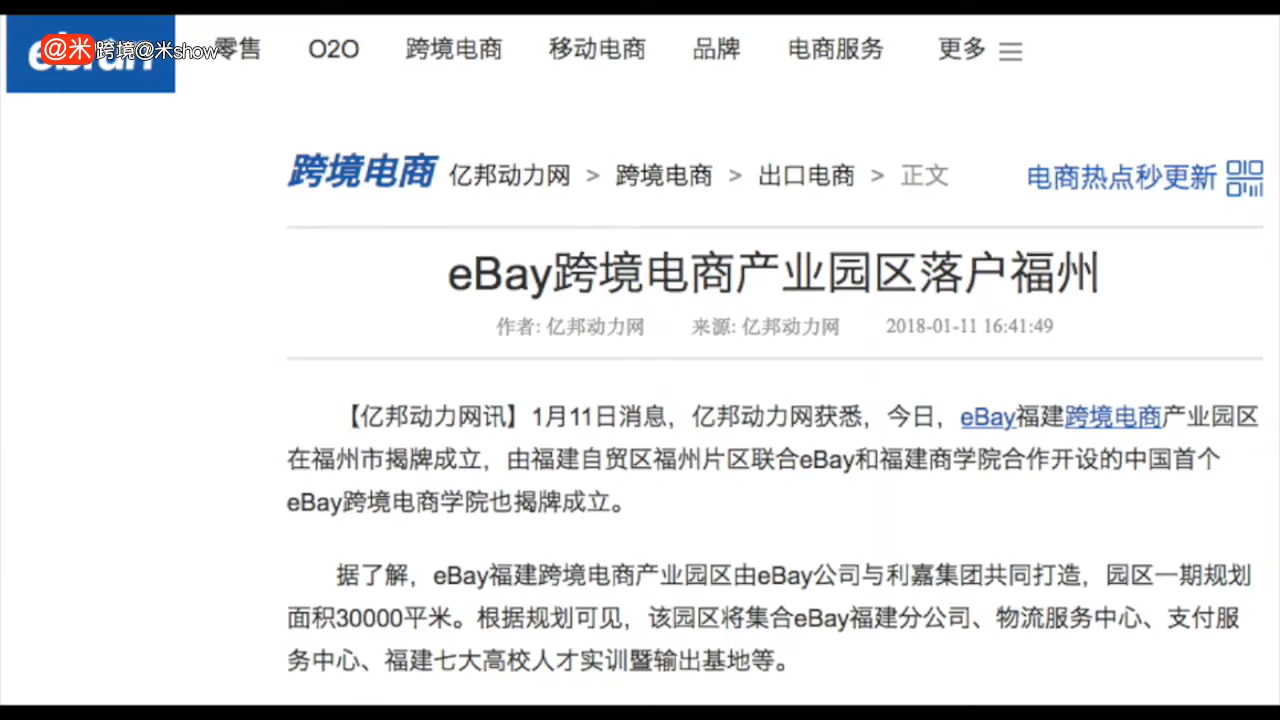 @米 跨境@米show
零售 O2O 跨境电商 移动电商 品牌 电商服务 更多
跨境电商 亿邦动力网 > 跨境电商 > 出口电商 > 正文 电商热点秒更新
eBay跨境电商产业园区落户福州
作者: 亿邦动力网 来源: 亿邦动力网 2018-01-11 16:41:49
【亿邦动力网讯】1月11日消息，亿邦动力网获悉，今日，eBay福建跨境电商产业园区
在福州市揭牌成立，由福建自贸区福州片区联合eBay和福建商学院合作开设的中国首个
eBay跨境电商学院也揭牌成立。
据了解，eBay福建跨境电商产业园区由eBay公司与利嘉集团共同打造，园区一期规划
面积30000平米。根据规划可见，该园区将集合eBay福建分公司、物流服务中心、支付服
务中心、福建七大高校人才实训暨输出基地等。